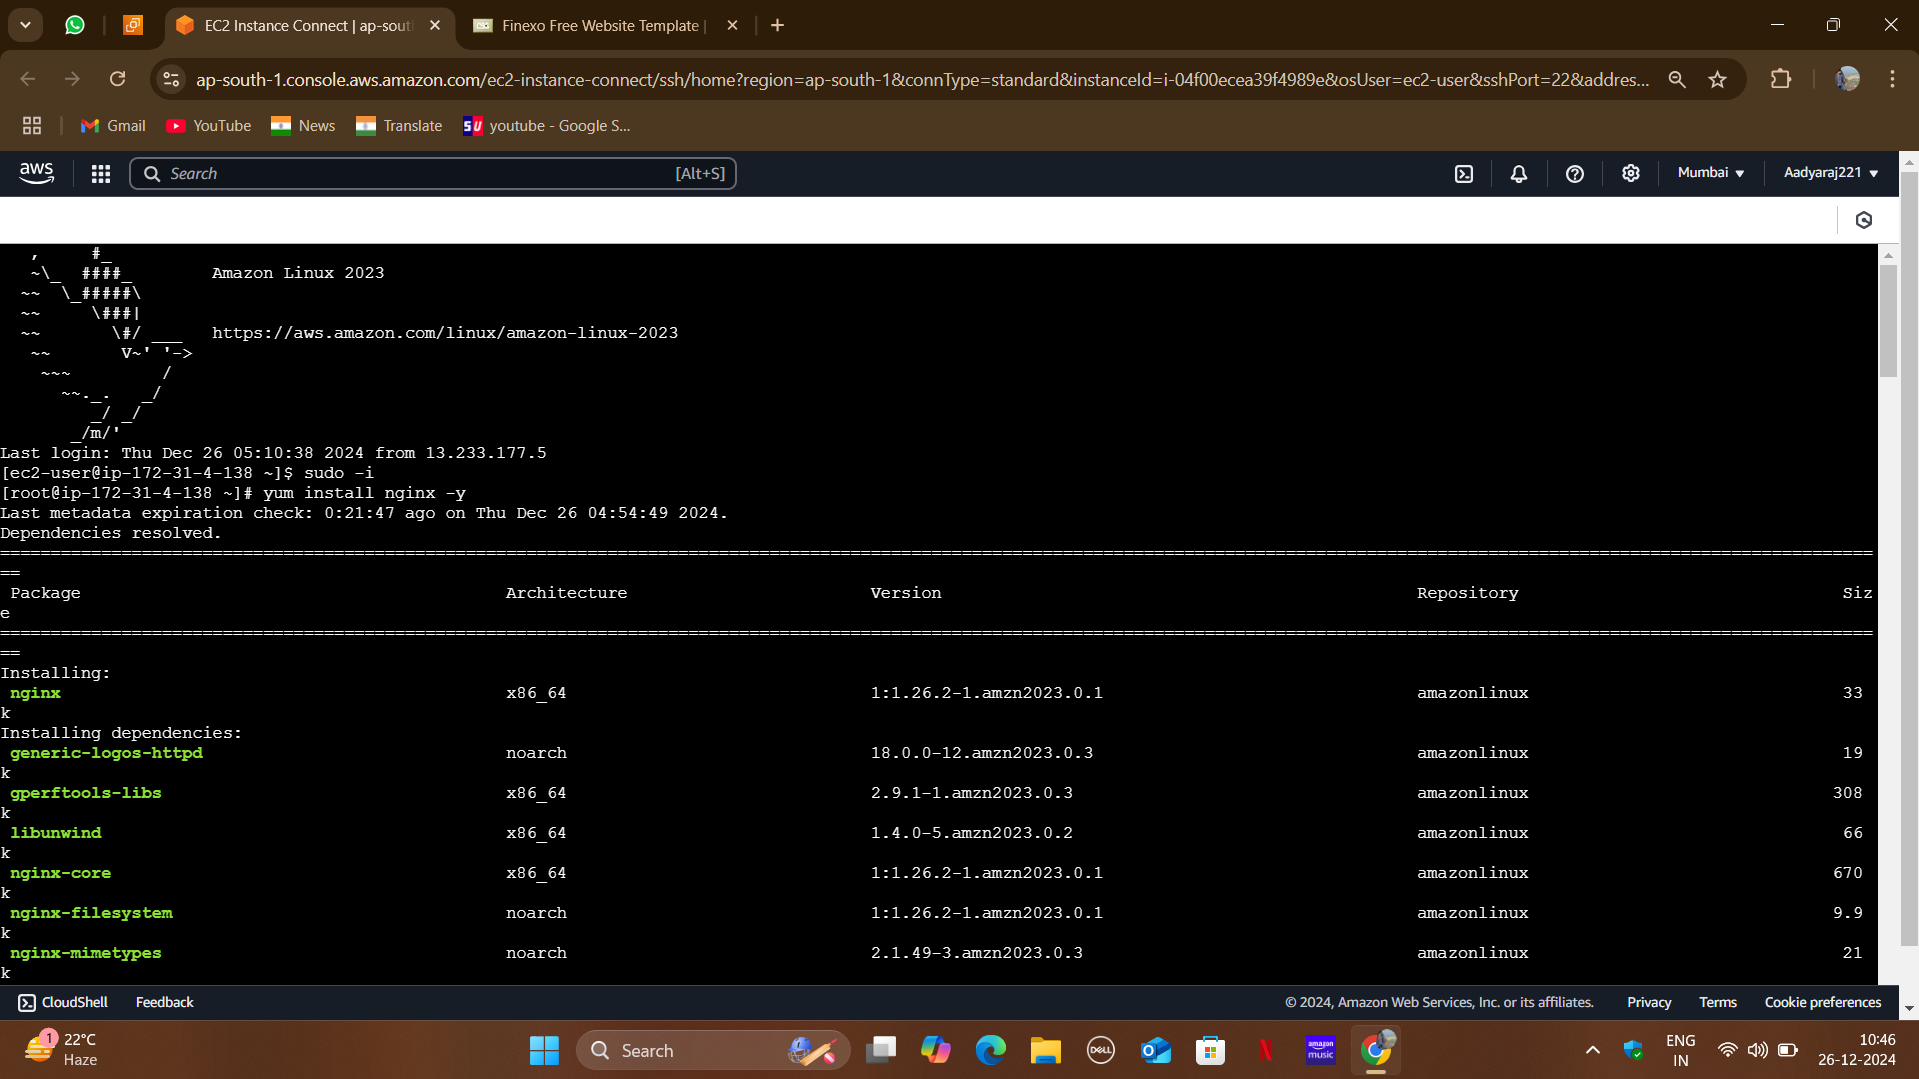 EC2 Instance Connect | ap-sout
Finexo Free Website Template |
ap-south-1.console.aws.amazon.com/ec2-instance-connect/ssh/home?region=ap-south-1&connType=standard&instanceId=i-04f00ecea39f4989e&osUser=ec2-user&sshPort=22&addres...
Gmail
YouTube
News
Translate
SU
youtube - Google S...
aws
Search
[Alt+S]
Mumbai
Aadyaraj221
,     #_
~\_  ####_        Amazon Linux 2023
~~  \_#####\
~~     \###|
~~       \#/ ___   https://aws.amazon.com/linux/amazon-linux-2023
~~       V~' '->
~~~         /
~~._.   _/
_/ _/
_/m/'
Last login: Thu Dec 26 05:10:38 2024 from 13.233.177.5
[ec2-user@ip-172-31-4-138 ~]$ sudo -i
[root@ip-172-31-4-138 ~]# yum install nginx -y
Last metadata expiration check: 0:21:47 ago on Thu Dec 26 04:54:49 2024.
Dependencies resolved.
Package Architecture Version Repository Siz
e
Installing:
nginx x86_64 1:1.26.2-1.amzn2023.0.1 amazonlinux 33
k
Installing dependencies:
generic-logos-httpd noarch 18.0.0-12.amzn2023.0.3 amazonlinux 19
k
gperftools-libs x86_64 2.9.1-1.amzn2023.0.3 amazonlinux 308
k
libunwind x86_64 1.4.0-5.amzn2023.0.2 amazonlinux 66
k
nginx-core x86_64 1:1.26.2-1.amzn2023.0.1 amazonlinux 670
k
nginx-filesystem noarch 1:1.26.2-1.amzn2023.0.1 amazonlinux 9.9
k
nginx-mimetypes noarch 2.1.49-3.amzn2023.0.3 amazonlinux 21
k
CloudShell
Feedback
© 2024, Amazon Web Services, Inc. or its affiliates.
Privacy
Terms
Cookie preferences
1
22°C
Haze
Search
DELL
amazon music
ENG
IN
10:46
26-12-2024